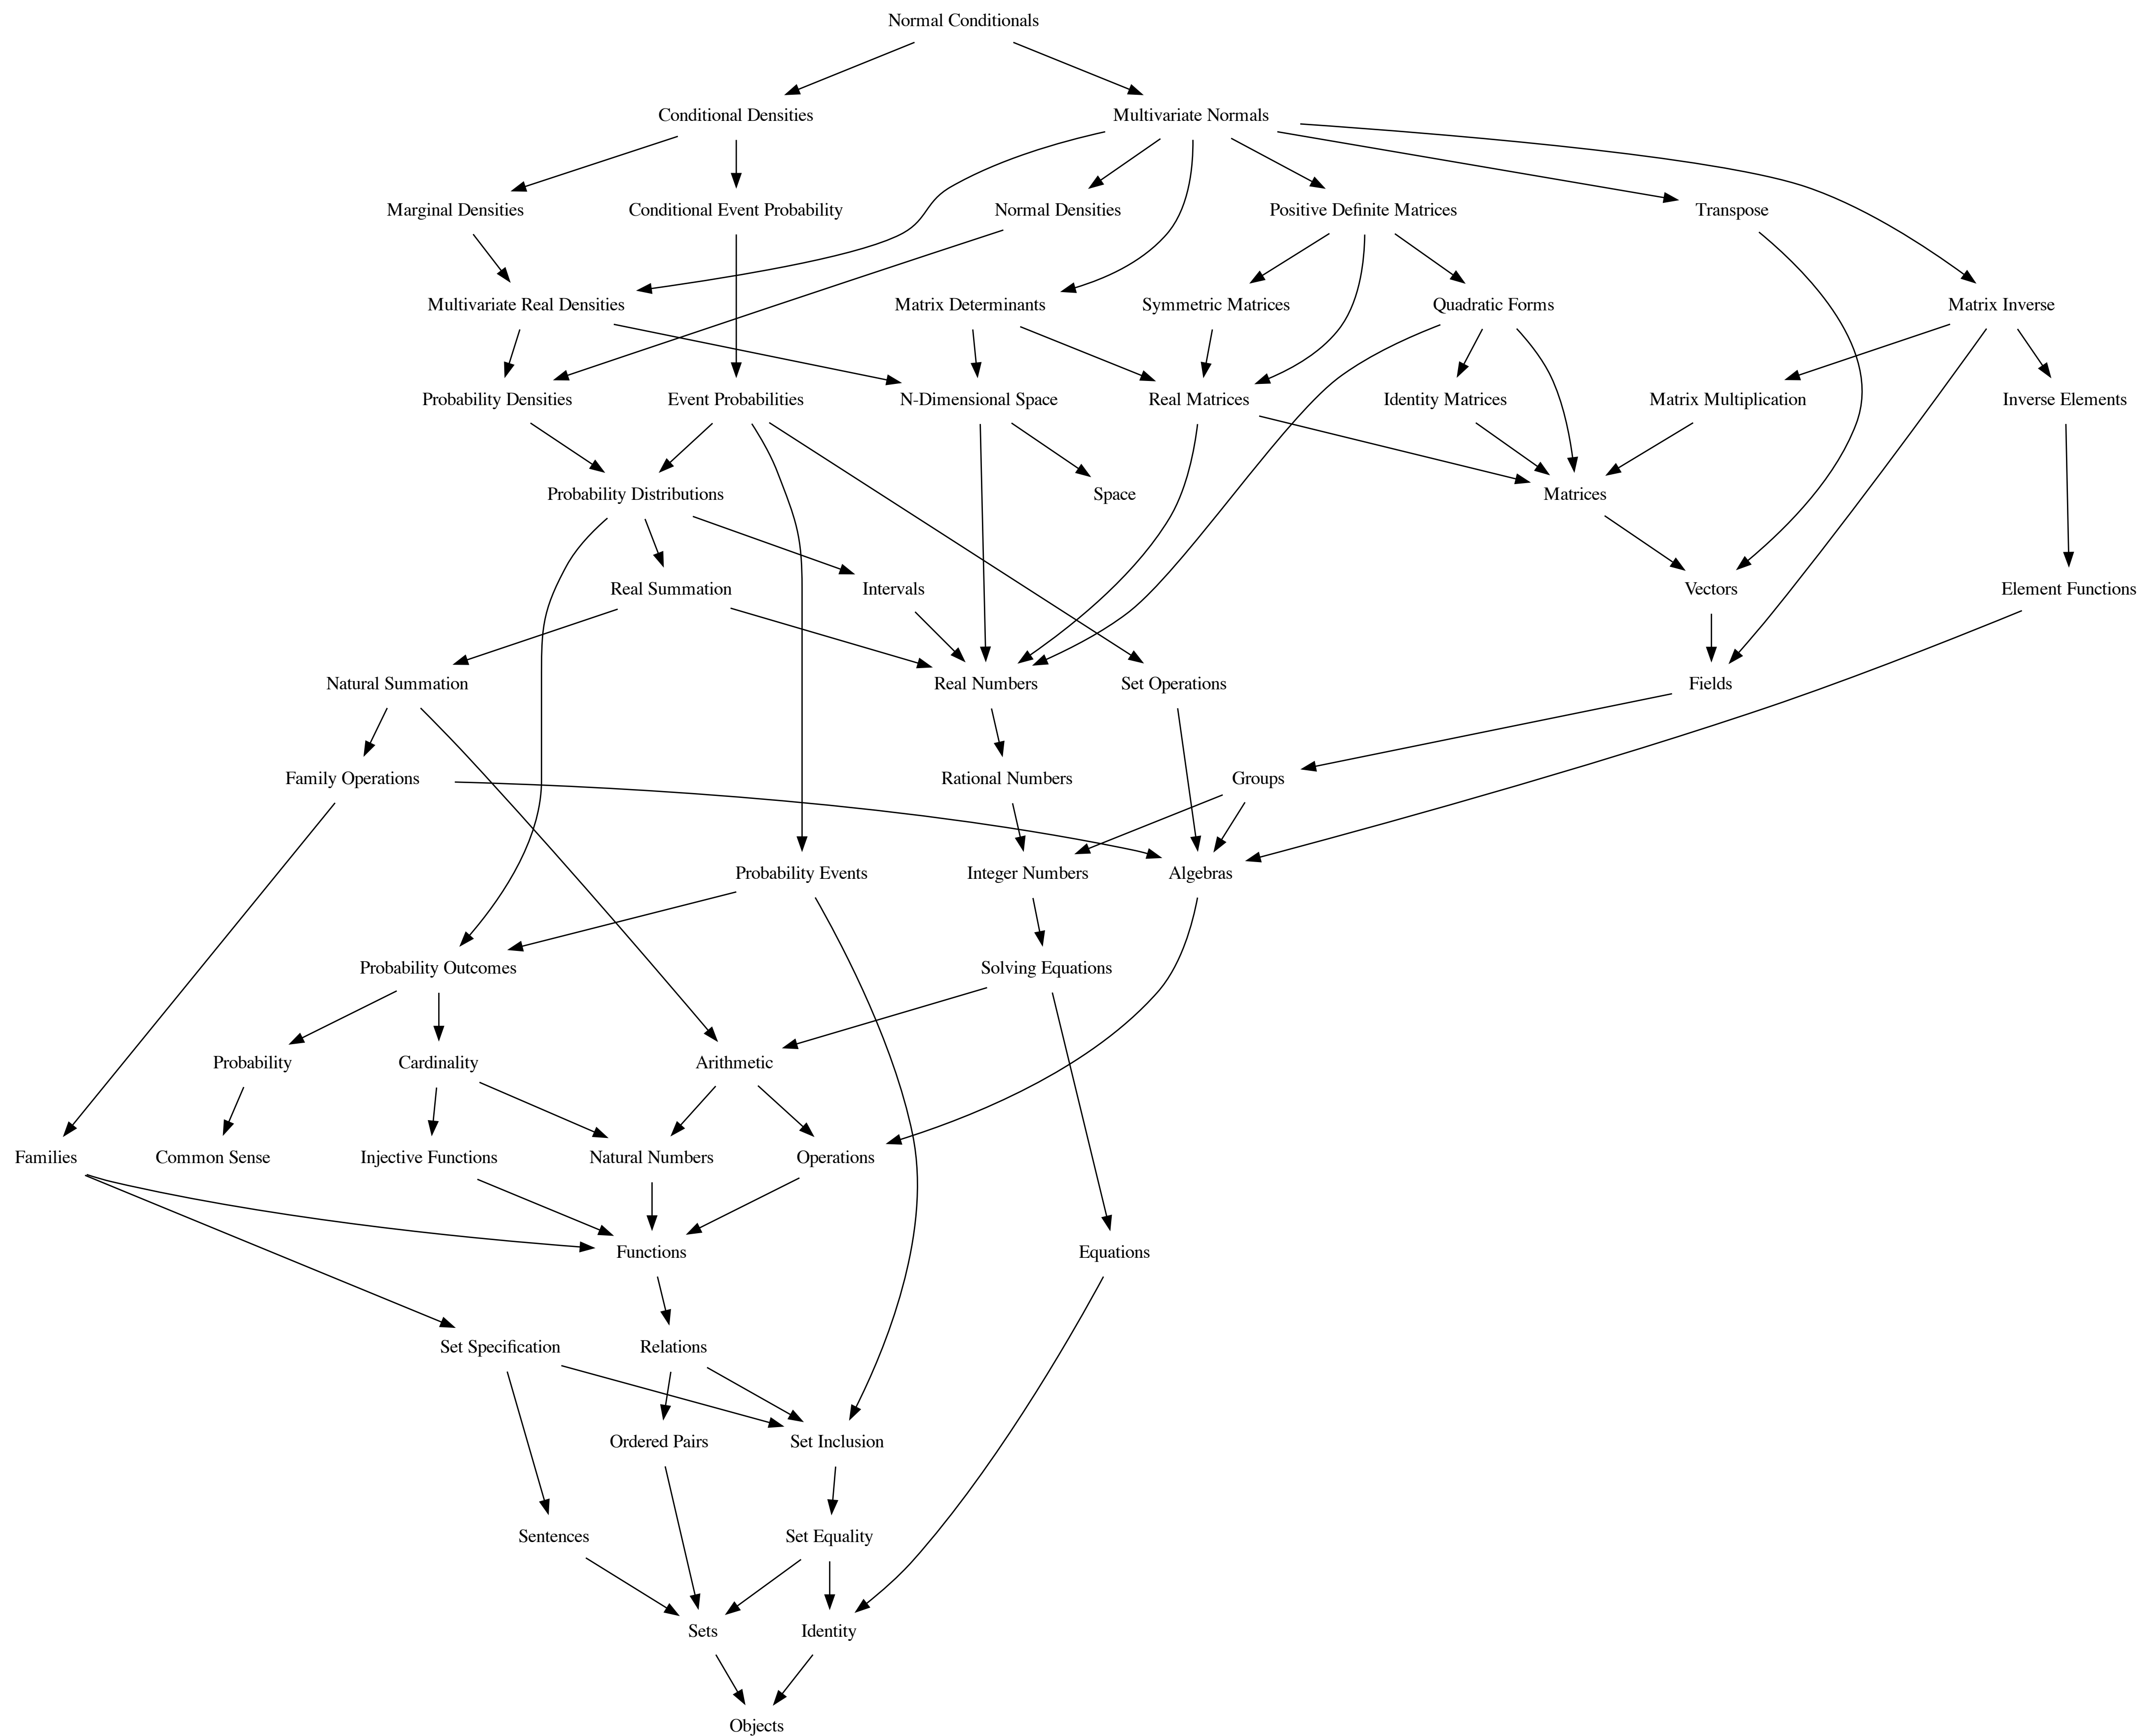 Normal Conditionals
Conditional Densities
Multivariate Normals
Marginal Densities
Conditional Event Probability
Normal Densities
Positive Definite Matrices
Transpose
Multivariate Real Densities
Matrix Determinants
Symmetric Matrices
Quadratic Forms
Matrix Inverse
Probability Densities
Event Probabilities
N-Dimensional Space
Real Matrices
Identity Matrices
Matrix Multiplication
Inverse Elements
Probability Distributions
Space
Matrices
Real Summation
Intervals
Vectors
Element Functions
Natural Summation
Real Numbers
Set Operations
Fields
Family Operations
Rational Numbers
Groups
Probability Events
Integer Numbers
Algebras
Probability Outcomes
Solving Equations
Probability
Cardinality
Arithmetic
Families
Common Sense
Injective Functions
Natural Numbers
Operations
Functions
Equations
Set Specification
Relations
Ordered Pairs
Set Inclusion
Sentences
Set Equality
Sets
Identity
Objects